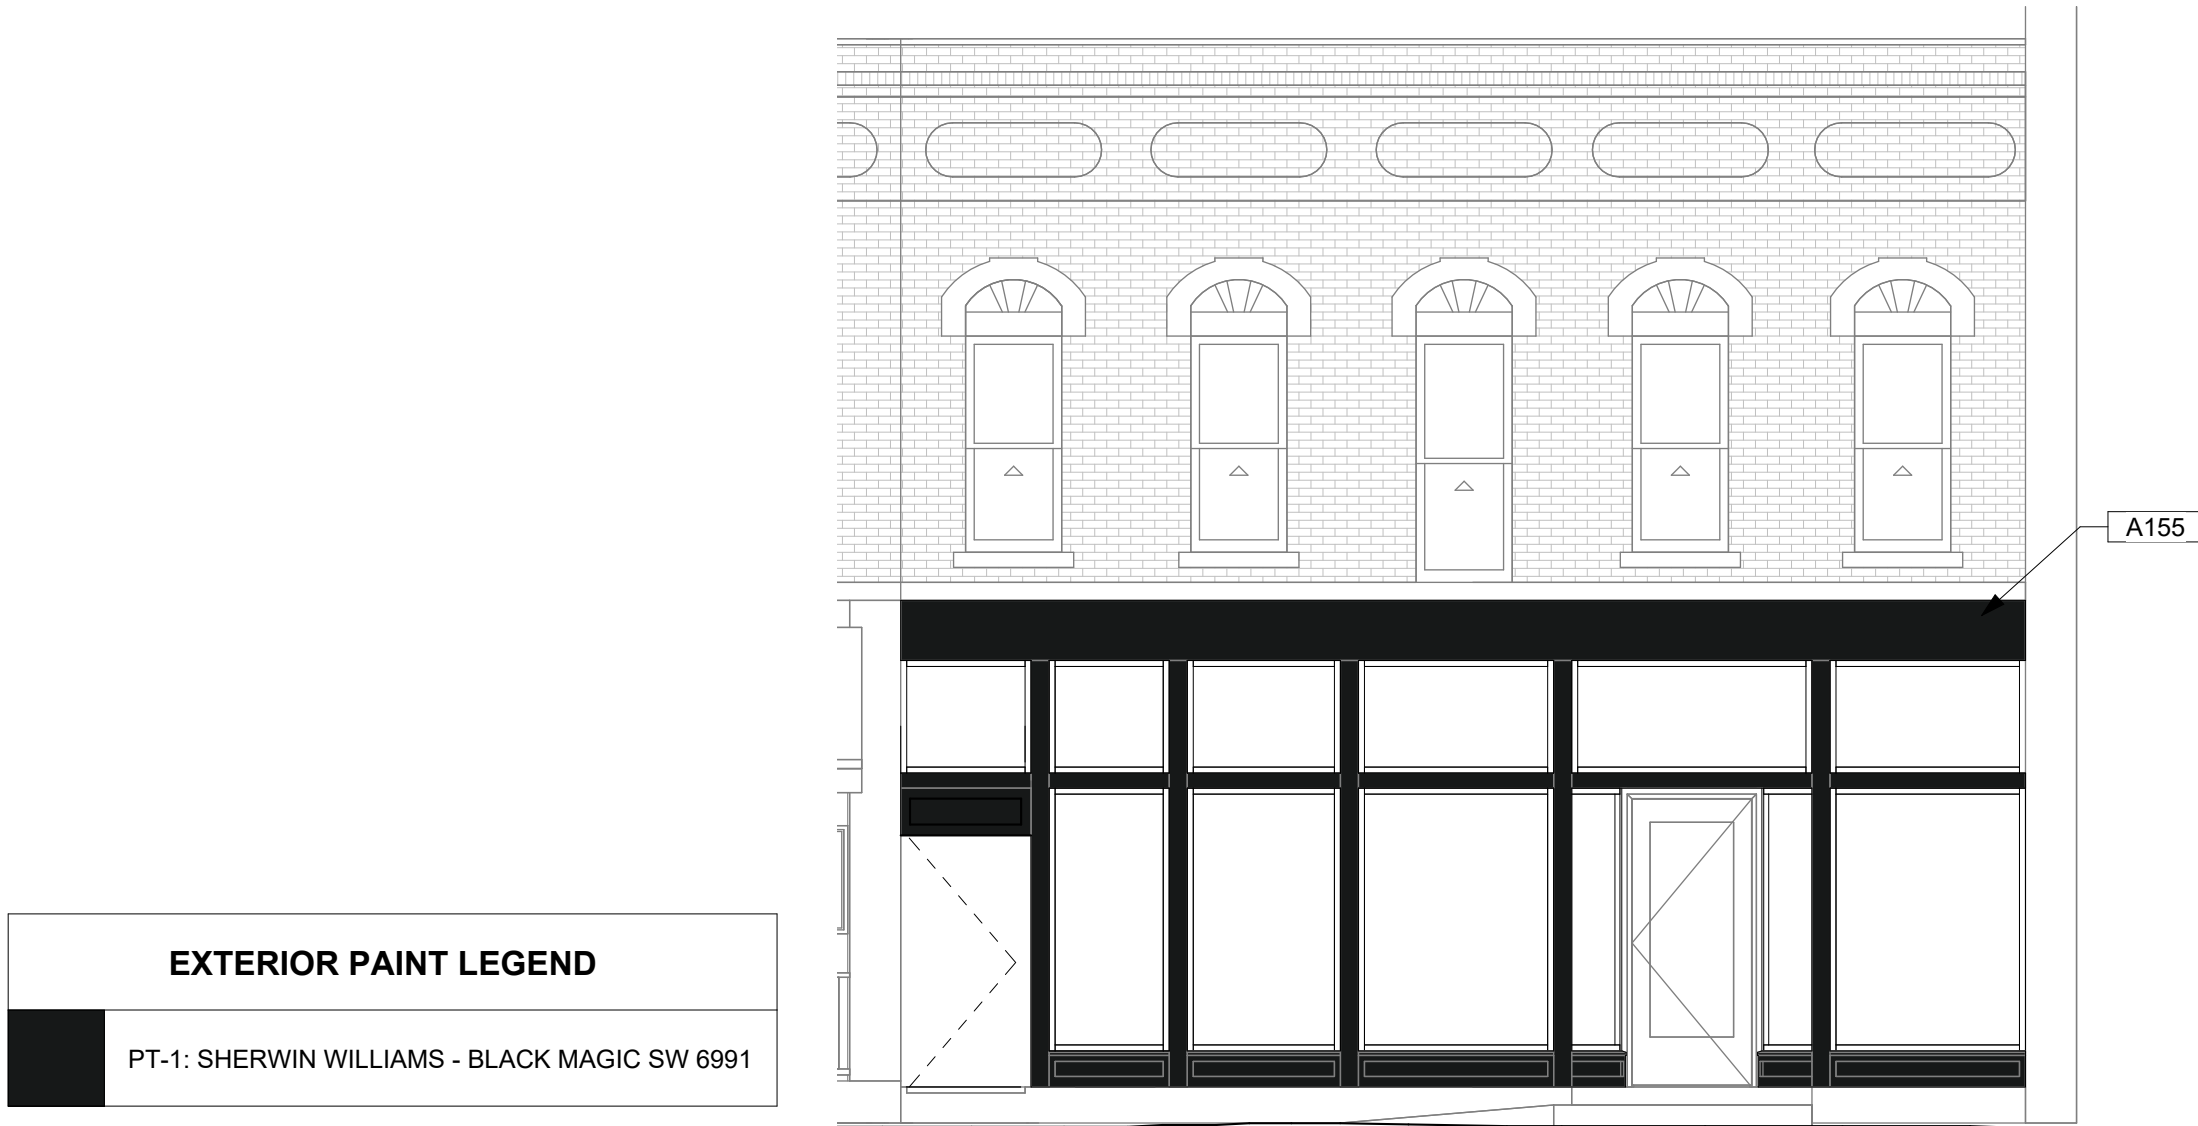 A155
EXTERIOR PAINT LEGEND
PT-1: SHERWIN WILLIAMS - BLACK MAGIC SW 6991